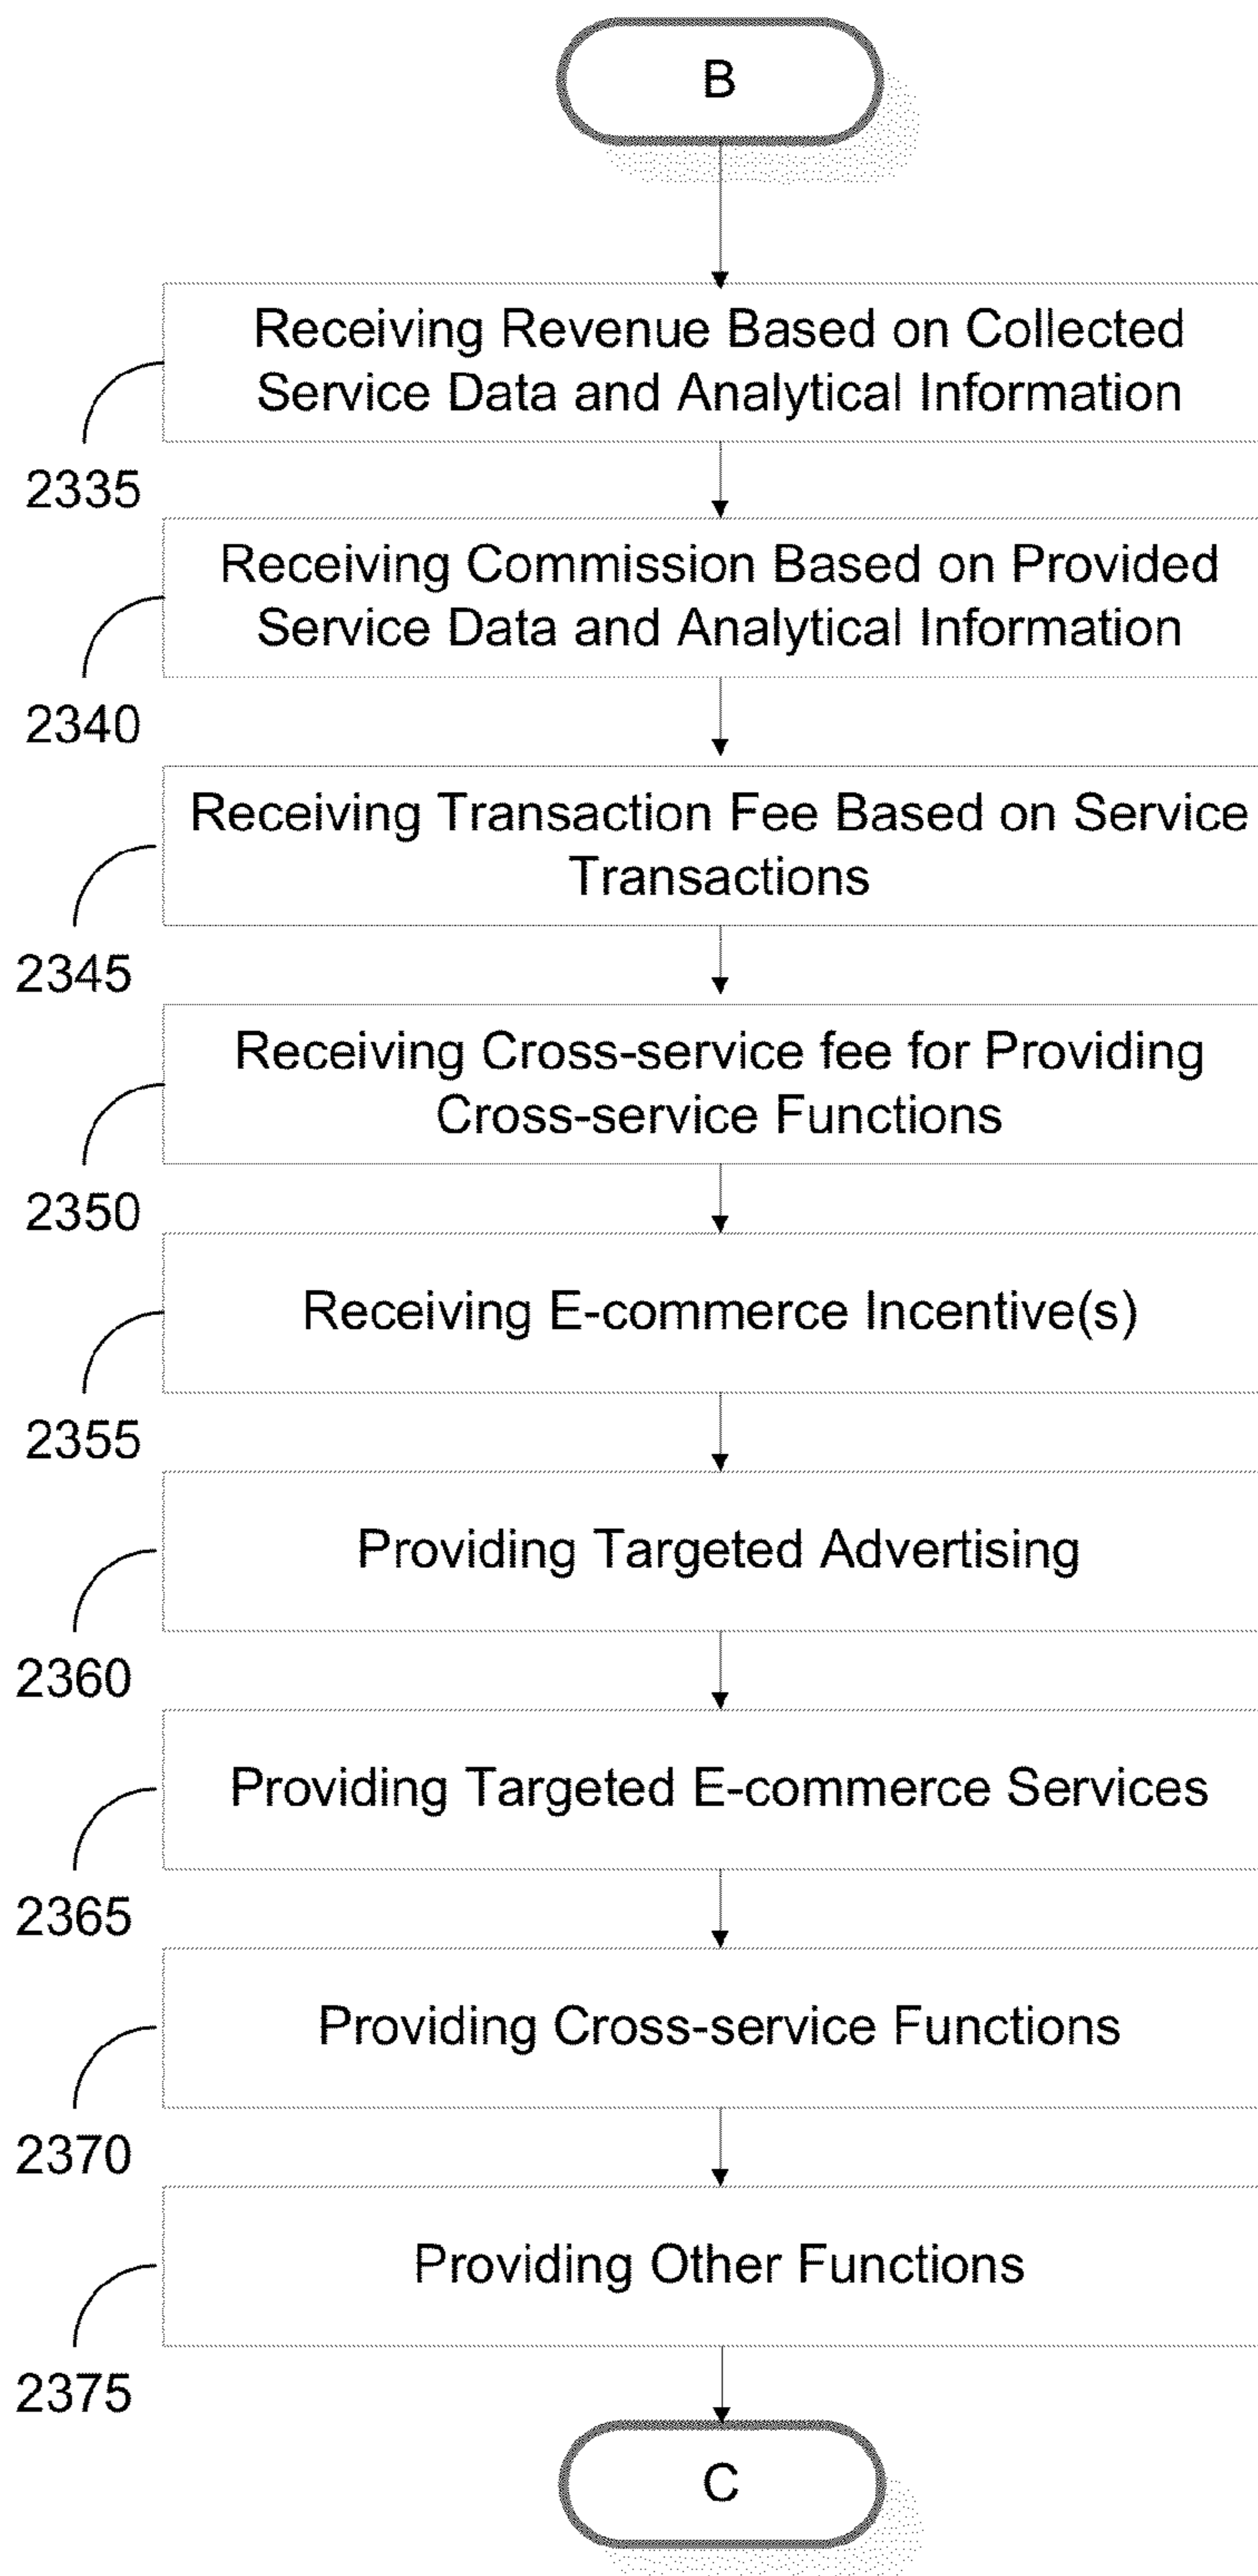 B
Receiving Revenue Based on Collected
Service Data and Analytical Information
2335
Receiving Commission Based on Provided
Service Data and Analytical Information
2340
Receiving Transaction Fee Based on Service
Transactions
2345
Receiving Cross-service fee for Providing
Cross-service Functions
2350
Receiving E-commerce Incentive(s)
2355
Providing Targeted Advertising
2360
Providing Targeted E-commerce Services
2365
Providing Cross-service Functions
2370
Providing Other Functions
2375
C